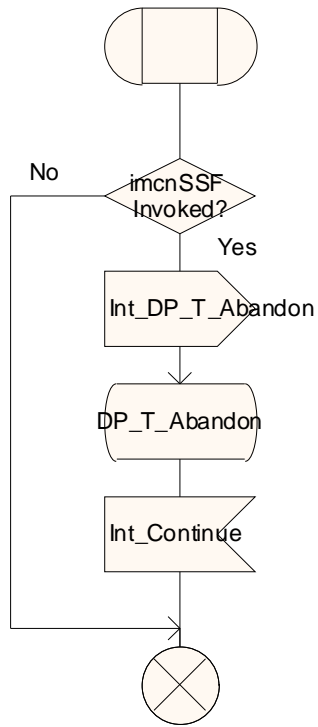 imcnSSF
Invoked?
No
Yes
Int_DP_T_Abandon
DP_T_Abandon
Int_Continue